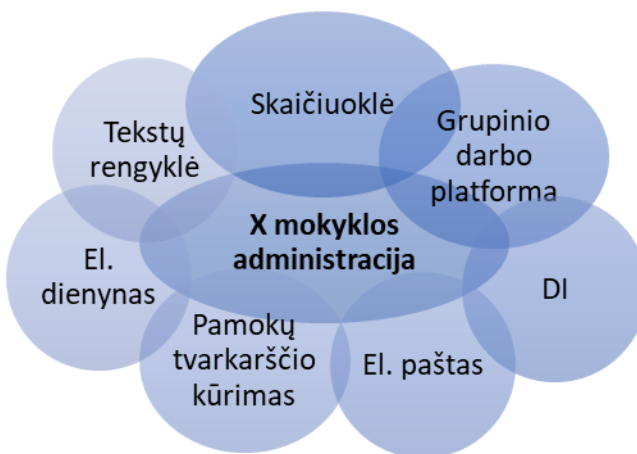 Skaičiuoklė
Grupinio
darbo
platforma
Tekstų
rengyklė
X mokyklos
administracija
El.
dienynas
DI
Pamokų
tvarkarščio
kūrimas
El. paštas